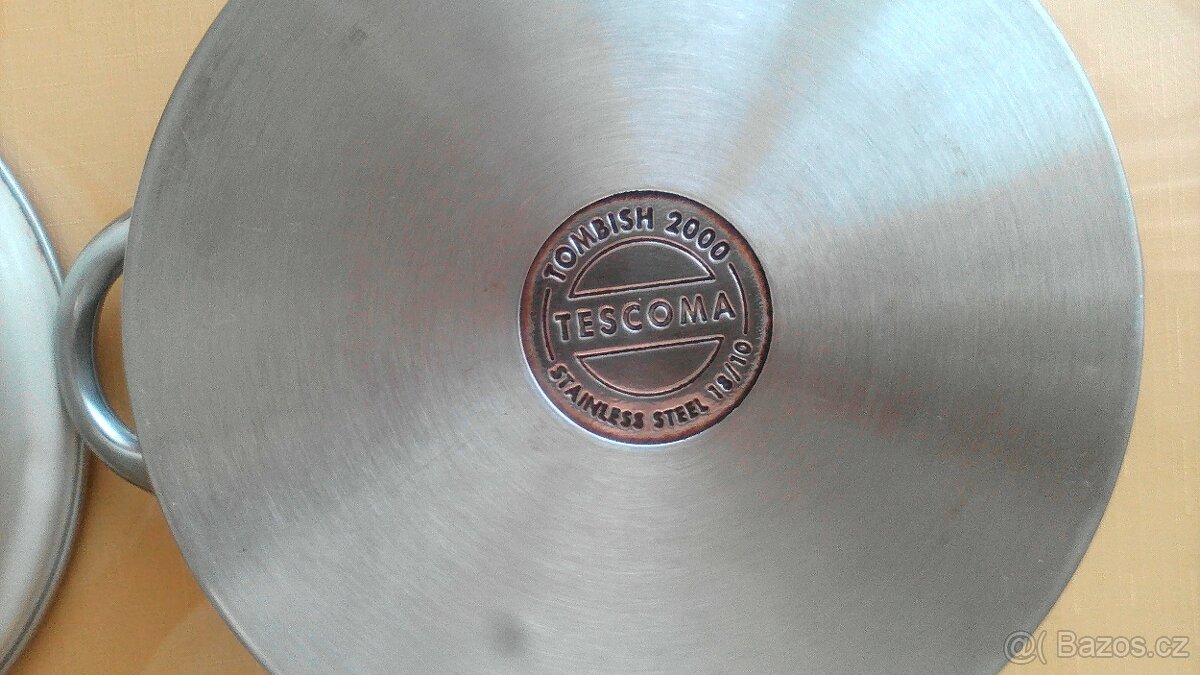 TOMBISH 2000
TESCOMA
STAINLESS STEEL 18/10
@( Bazos.cz